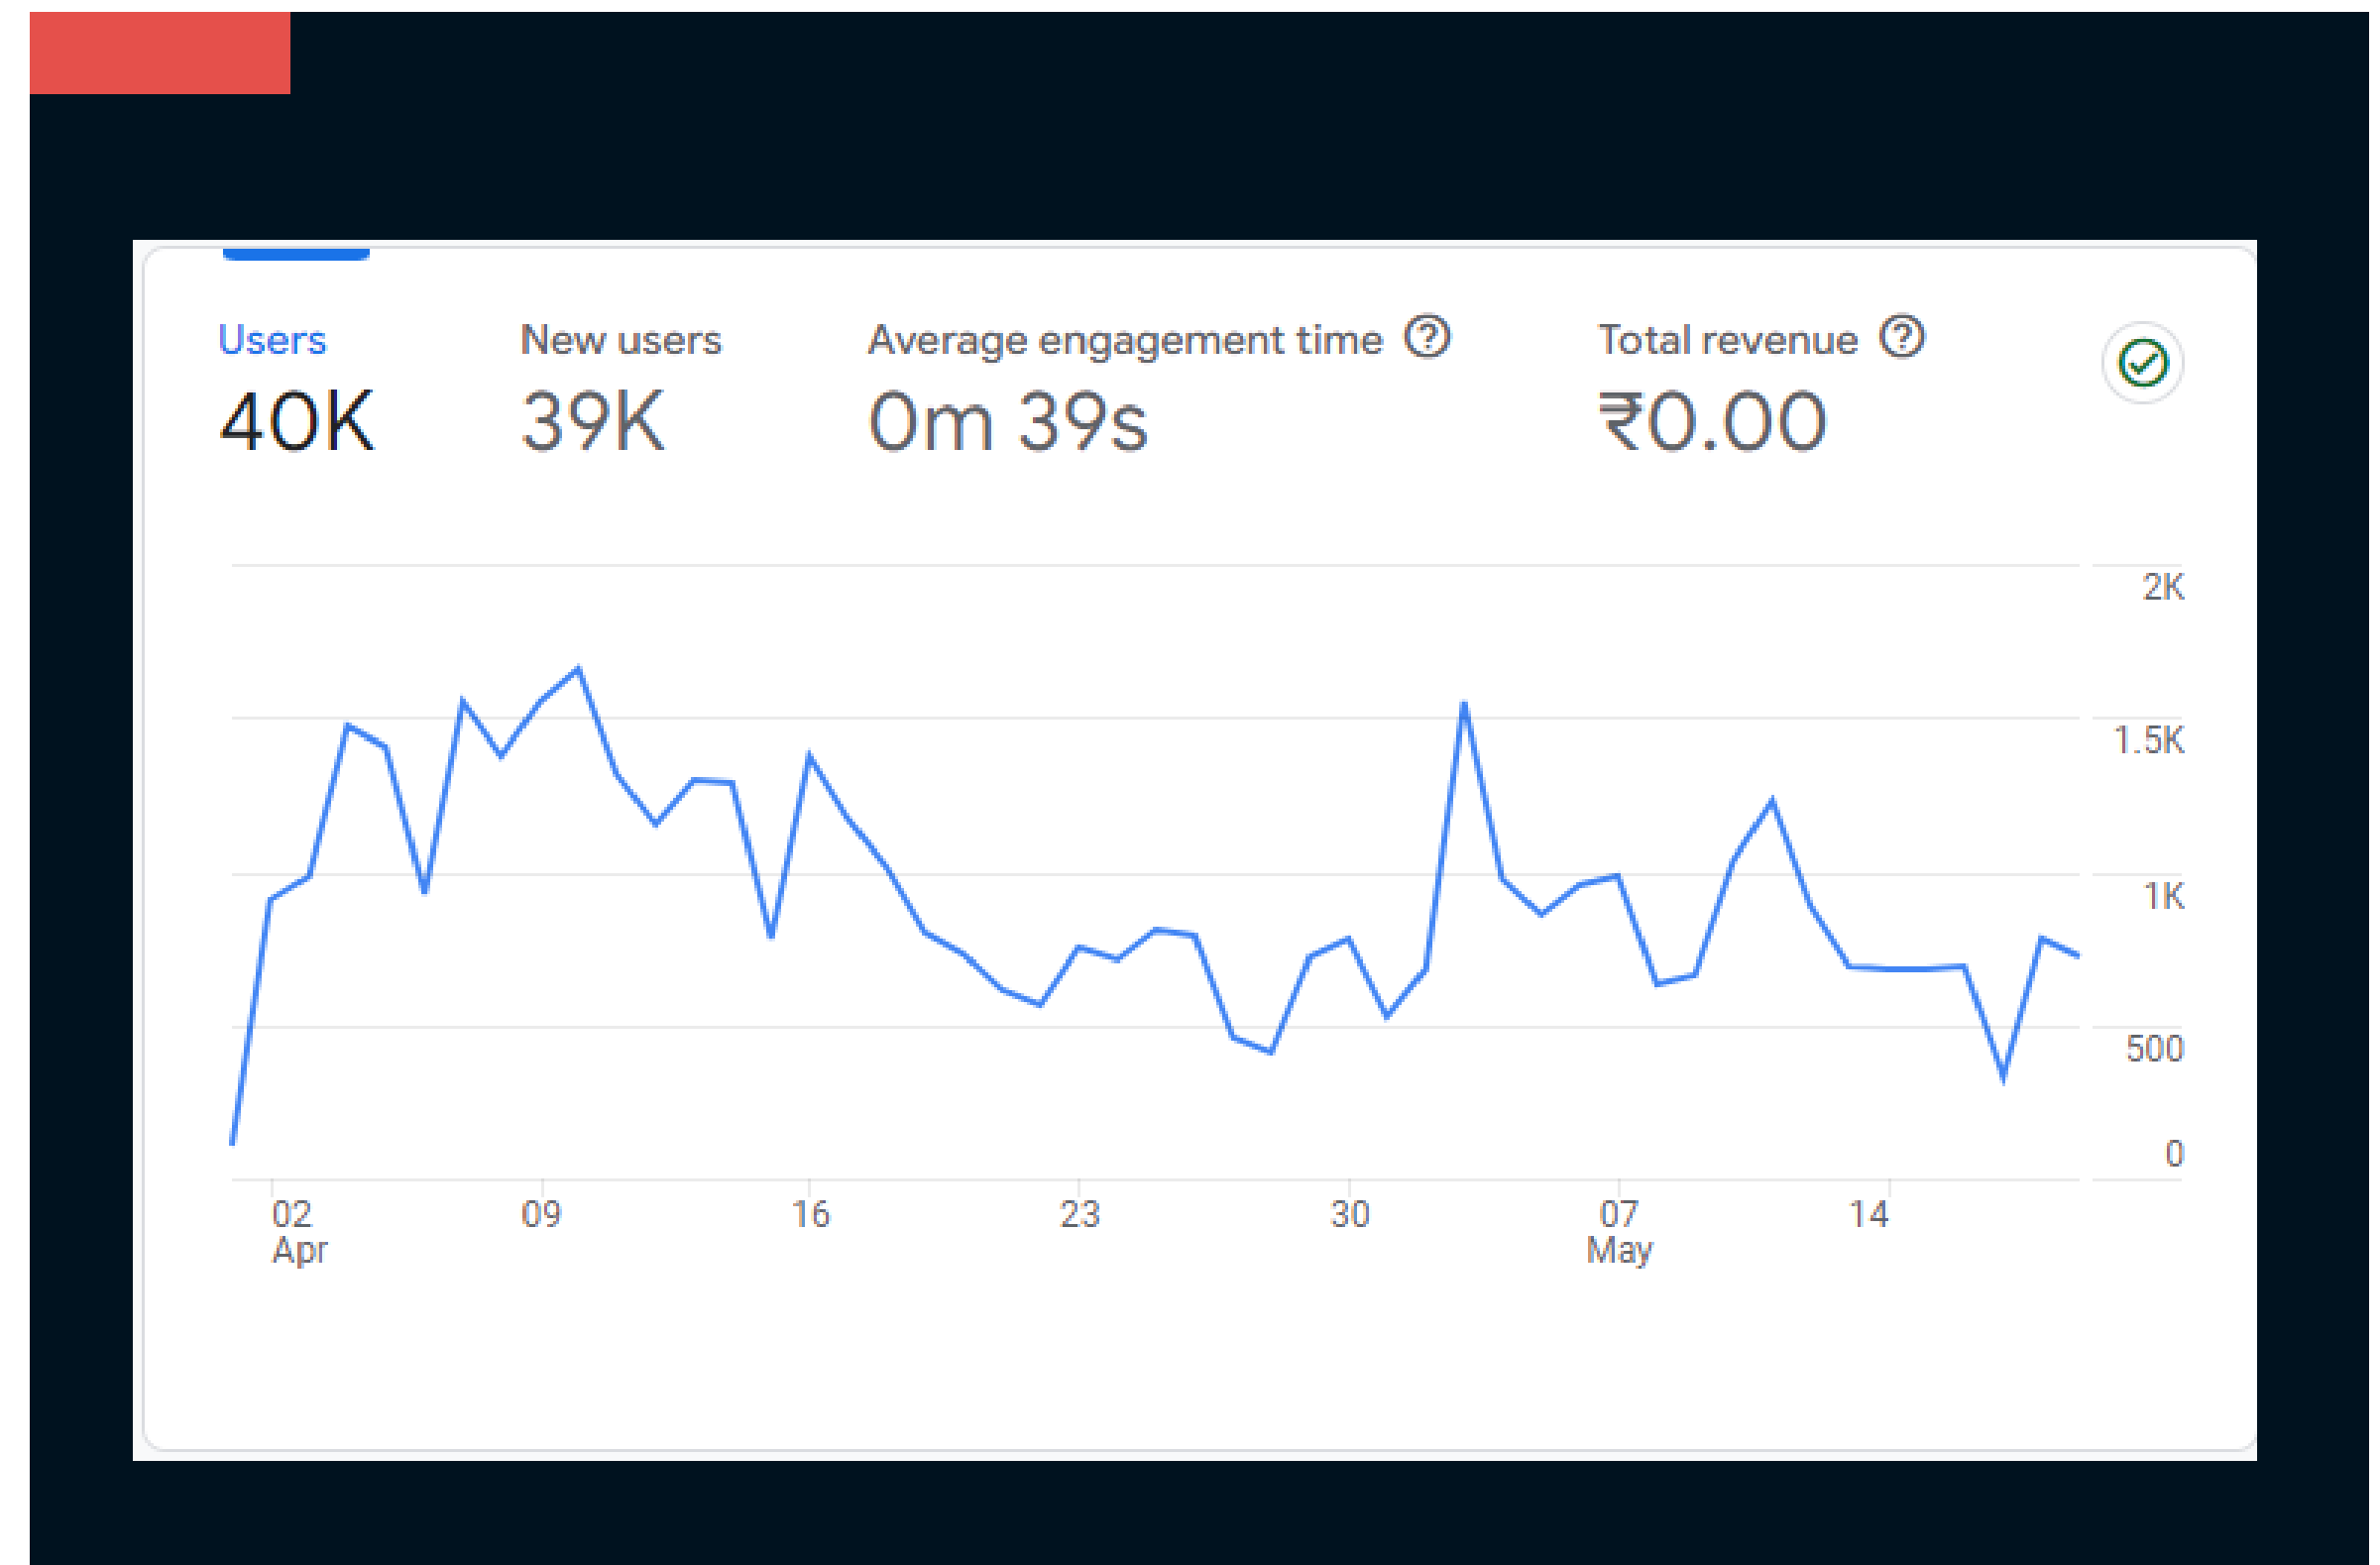 Users New users Average engagement time Total revenue
40K 39K 0m 39s ₹0.00
2K
1.5K
1K
500
0
02 09 16 23 30 07 14
Apr May